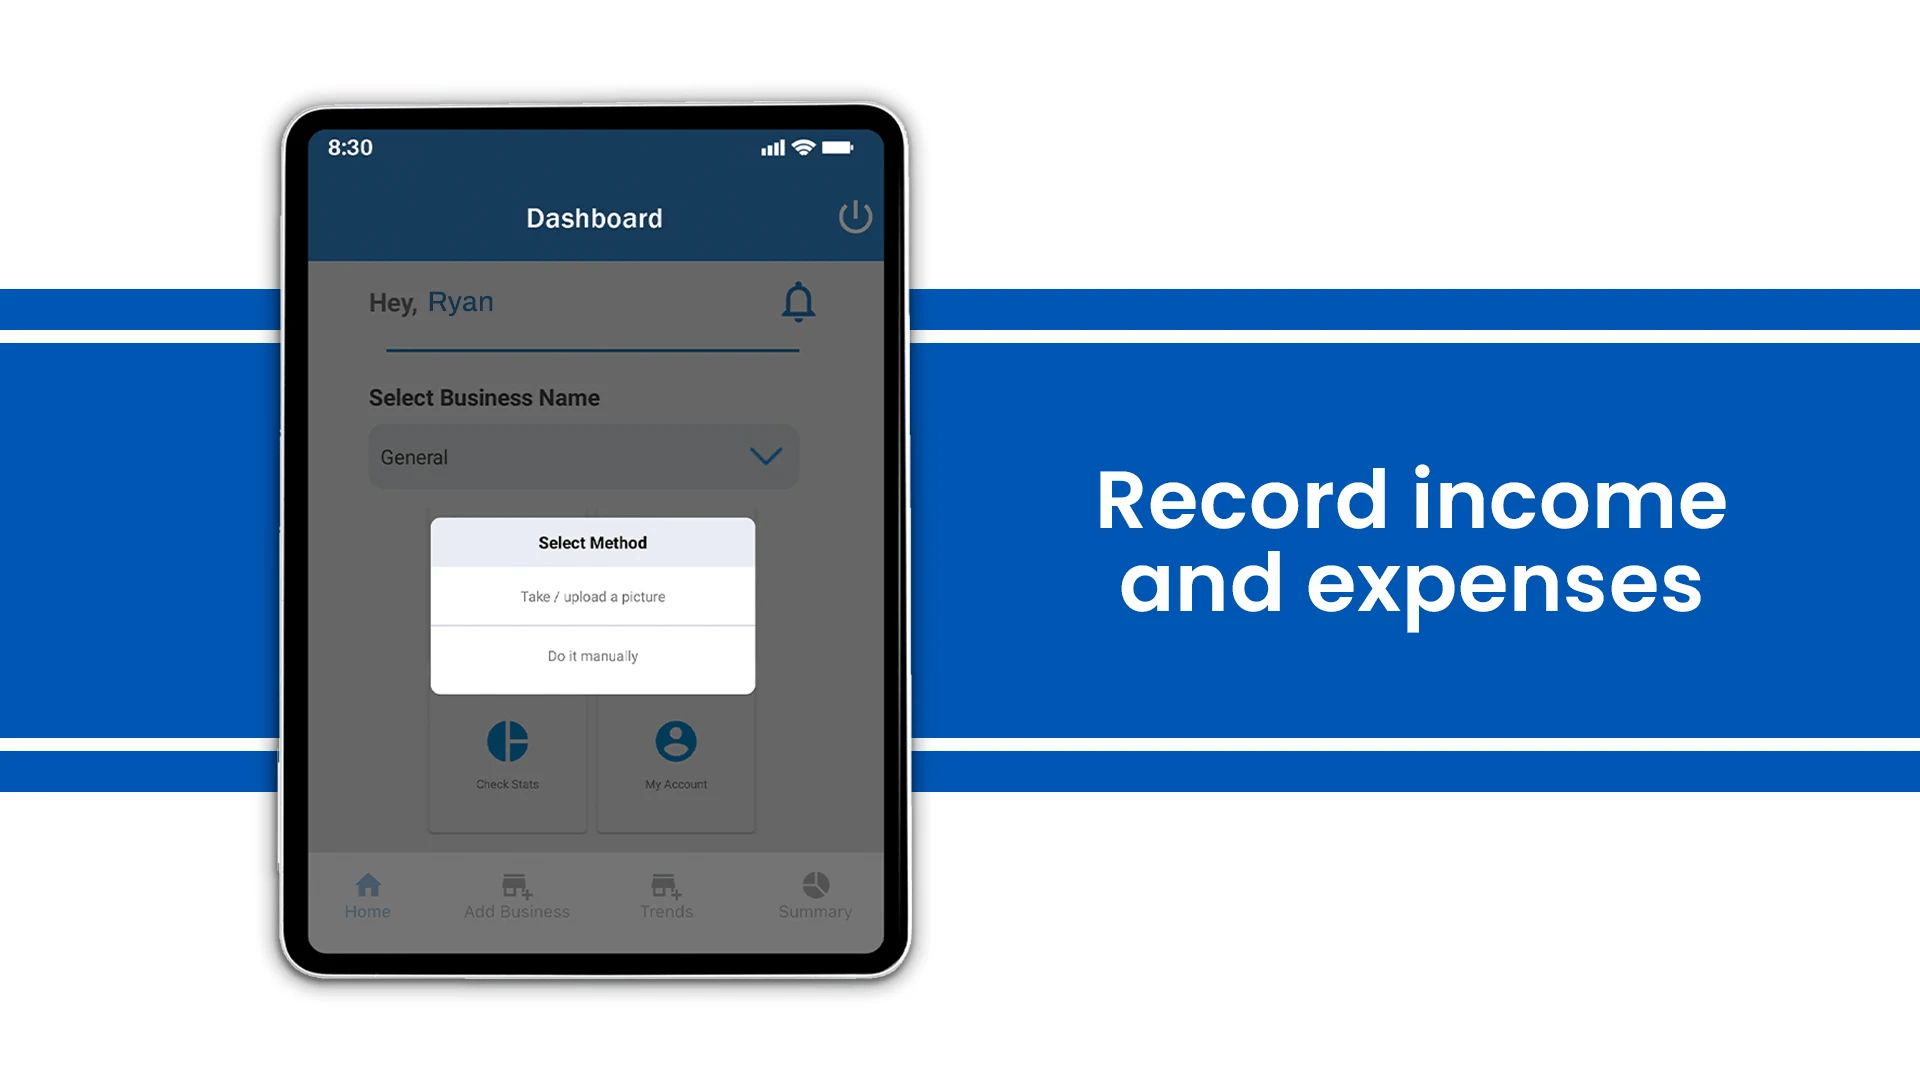 8:30
Dashboard
Hey, Ryan
Select Business Name
General
Select Method
Take / upload a picture
Do it manually
Check Stats
My Account
Home
Add Business
Trends
Summary
Record income
and expenses